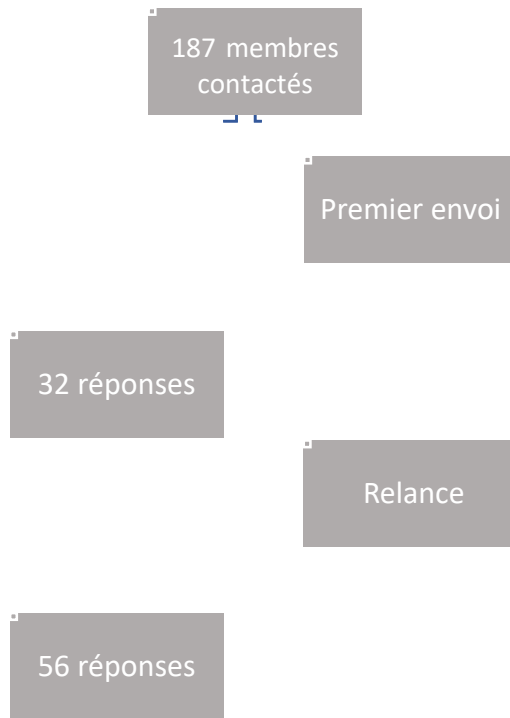 187 membres
contactés
Premier envoi
32 réponses
Relance
56 réponses